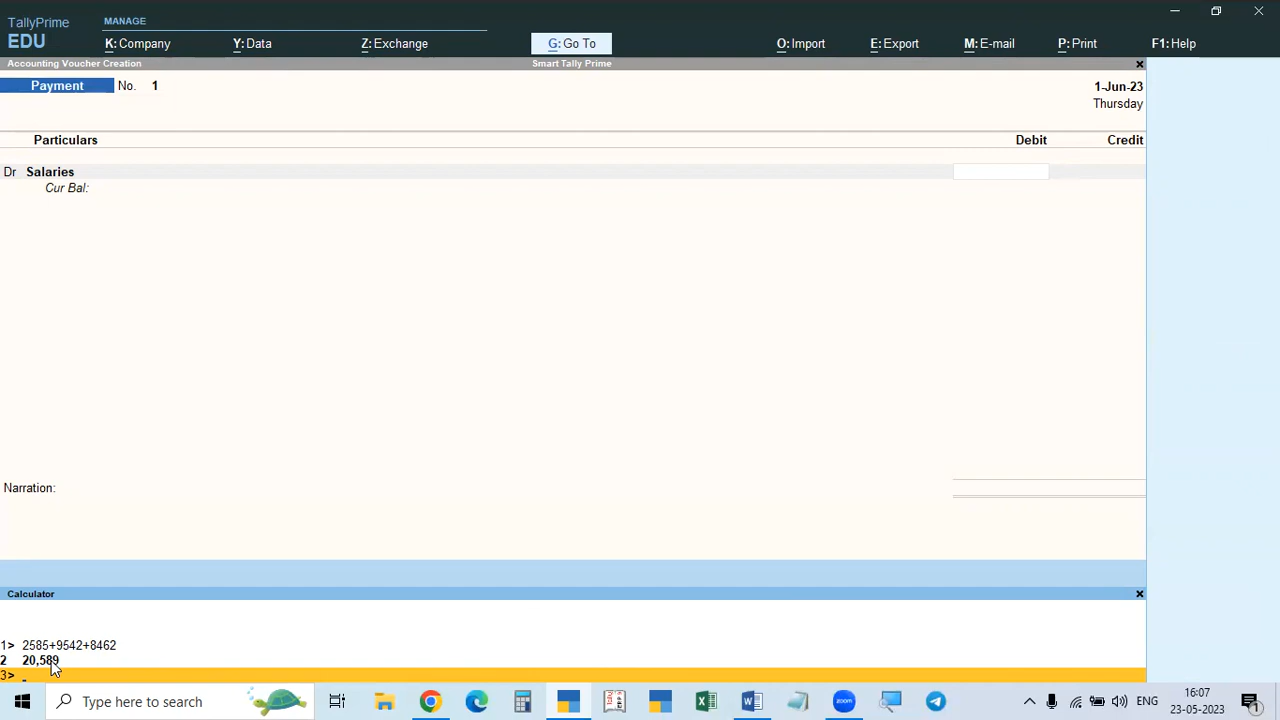 TallyPrime
EDU
MANAGE
K: Company
Y: Data
Z: Exchange
G: Go To
O: Import
E: Export
M: E-mail
P: Print
F1: Help
Accounting Voucher Creation
Smart Tally Prime
Payment No. 1
1-Jun-23
Thursday
Particulars Debit Credit
Dr Salaries
Cur Bal:
Narration:
Calculator
1> 2585+9542+8462
2 20,589
3> _
Type here to search
zoom
ENG
16:07
23-05-2023
1